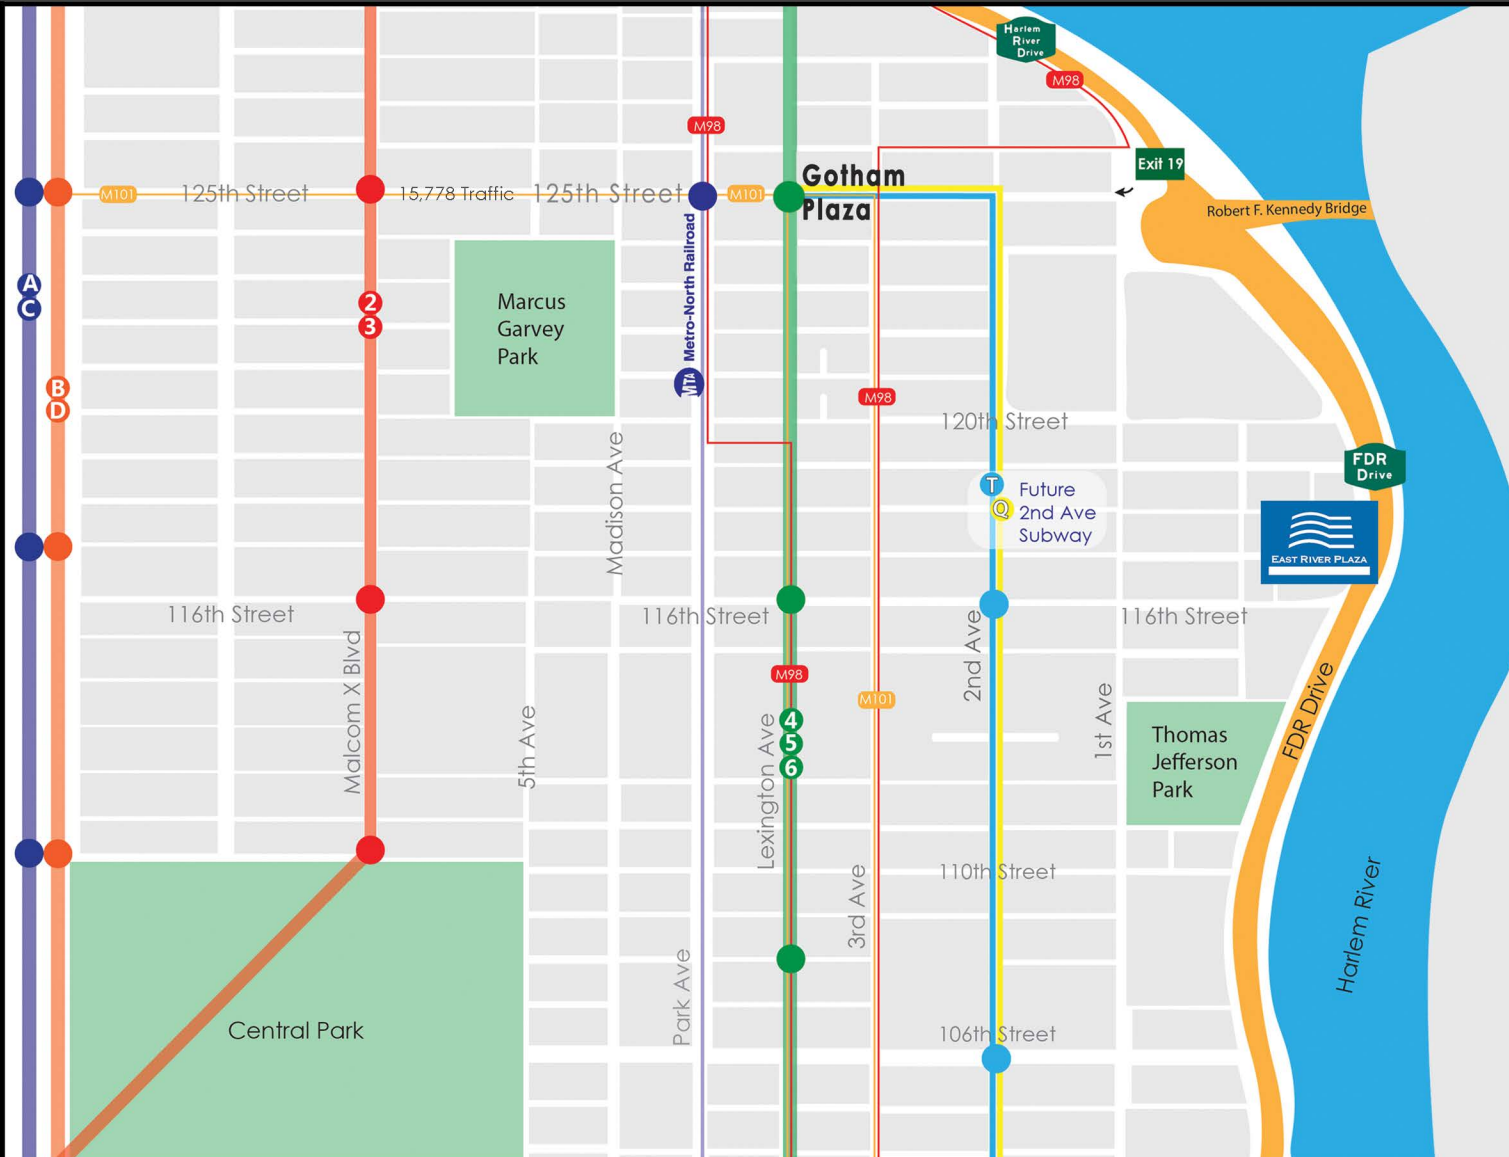 Harlem
River
Drive
M98
M98
Exit 19
Gotham
Plaza
M101
125th Street
15,778 Traffic
125th Street
M101
Robert F. Kennedy Bridge
A
C
2
3
Marcus
Garvey
Park
Metro-North Railroad
MTA
B
D
M98
120th Street
Madison Ave
FDR
Drive
T
Q
Future
2nd Ave
Subway
EAST RIVER PLAZA
116th Street
116th Street
116th Street
Malcom X Blvd
M98
2nd Ave
M101
1st Ave
FDR Drive
5th Ave
Lexington Ave
4
5
6
Thomas
Jefferson
Park
110th Street
3rd Ave
Harlem River
Park Ave
Central Park
106th Street